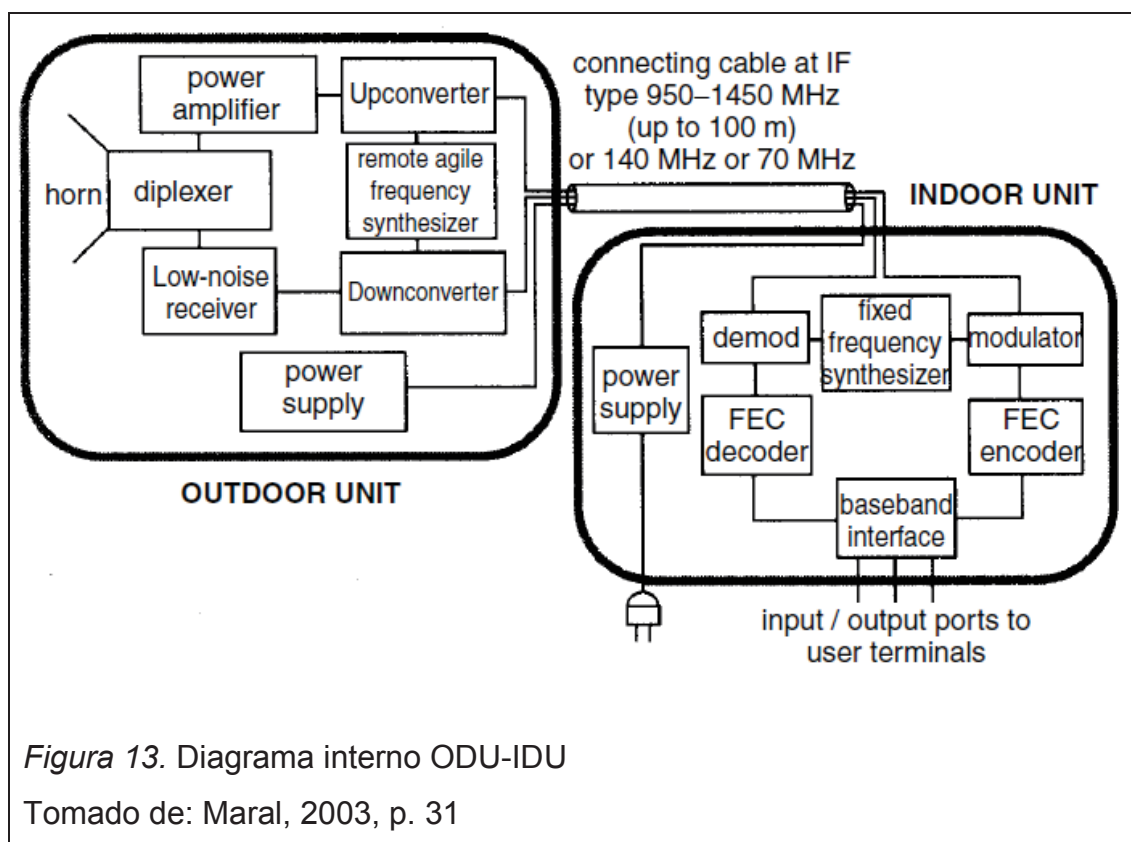 power
amplifier
Upconverter
horn
diplexer
remote agile
frequency
synthesizer
Low-noise
receiver
Downconverter
power
supply
OUTDOOR UNIT
connecting cable at IF
type 950–1450 MHz
(up to 100 m)
or 140 MHz or 70 MHz
INDOOR UNIT
power
supply
demod
fixed
frequency
synthesizer
modulator
FEC
decoder
FEC
encoder
baseband
interface
input / output ports to
user terminals
Figura 13. Diagrama interno ODU-IDU
Tomado de: Maral, 2003, p. 31